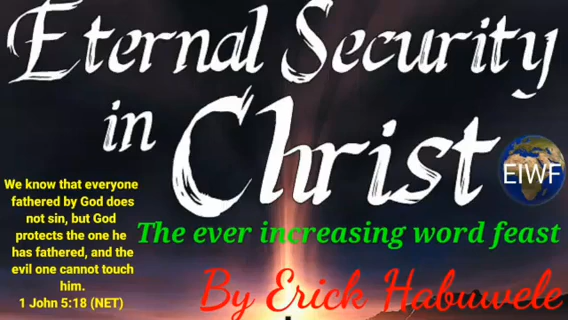 Eternal Security
in Christ
EIWF
We know that everyone
fathered by God does
not sin, but God
protects the one he
has fathered, and the
evil one cannot touch
him.
1 John 5:18 (NET)
The ever increasing word feast
By Erick Habuwele